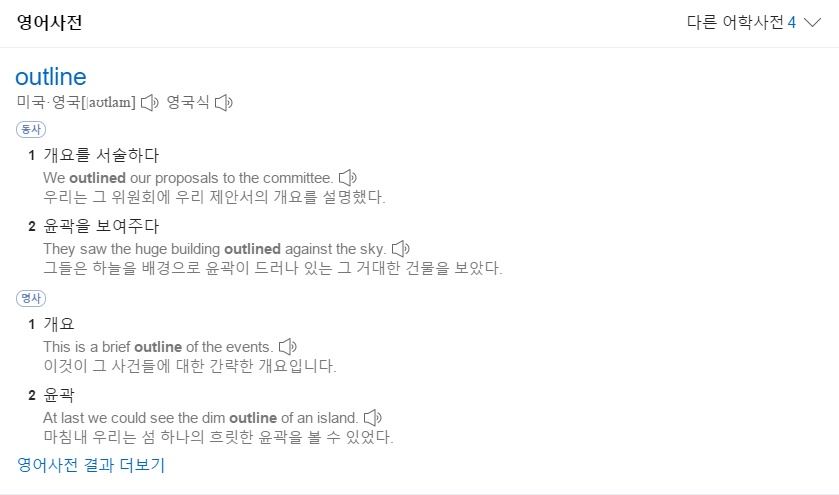 영어사전
다른 어학사전 4
outline
미국·영국[|aʊtlaɪn] 영국식
동사
1 개요를 서술하다
We outlined our proposals to the committee.
우리는 그 위원회에 우리 제안서의 개요를 설명했다.
2 윤곽을 보여주다
They saw the huge building outlined against the sky.
그들은 하늘을 배경으로 윤곽이 드러나 있는 그 거대한 건물을 보았다.
명사
1 개요
This is a brief outline of the events.
이것이 그 사건들에 대한 간략한 개요입니다.
2 윤곽
At last we could see the dim outline of an island.
마침내 우리는 섬 하나의 흐릿한 윤곽을 볼 수 있었다.
영어사전 결과 더보기